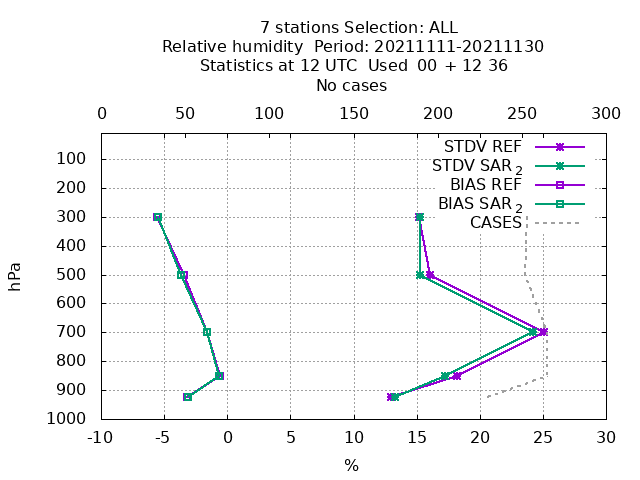 7 stations Selection: ALL
Relative humidity  Period: 20211111-20211130
Statistics at 12 UTC  Used  00 + 12 36
No cases
0 50 100 150 200 250 300
STDV REF
STDV SAR 2
BIAS REF
BIAS SAR 2
CASES
100
200
300
400
500
600
700
800
900
1000
hPa
-10 -5 0 5 10 15 20 25 30
%